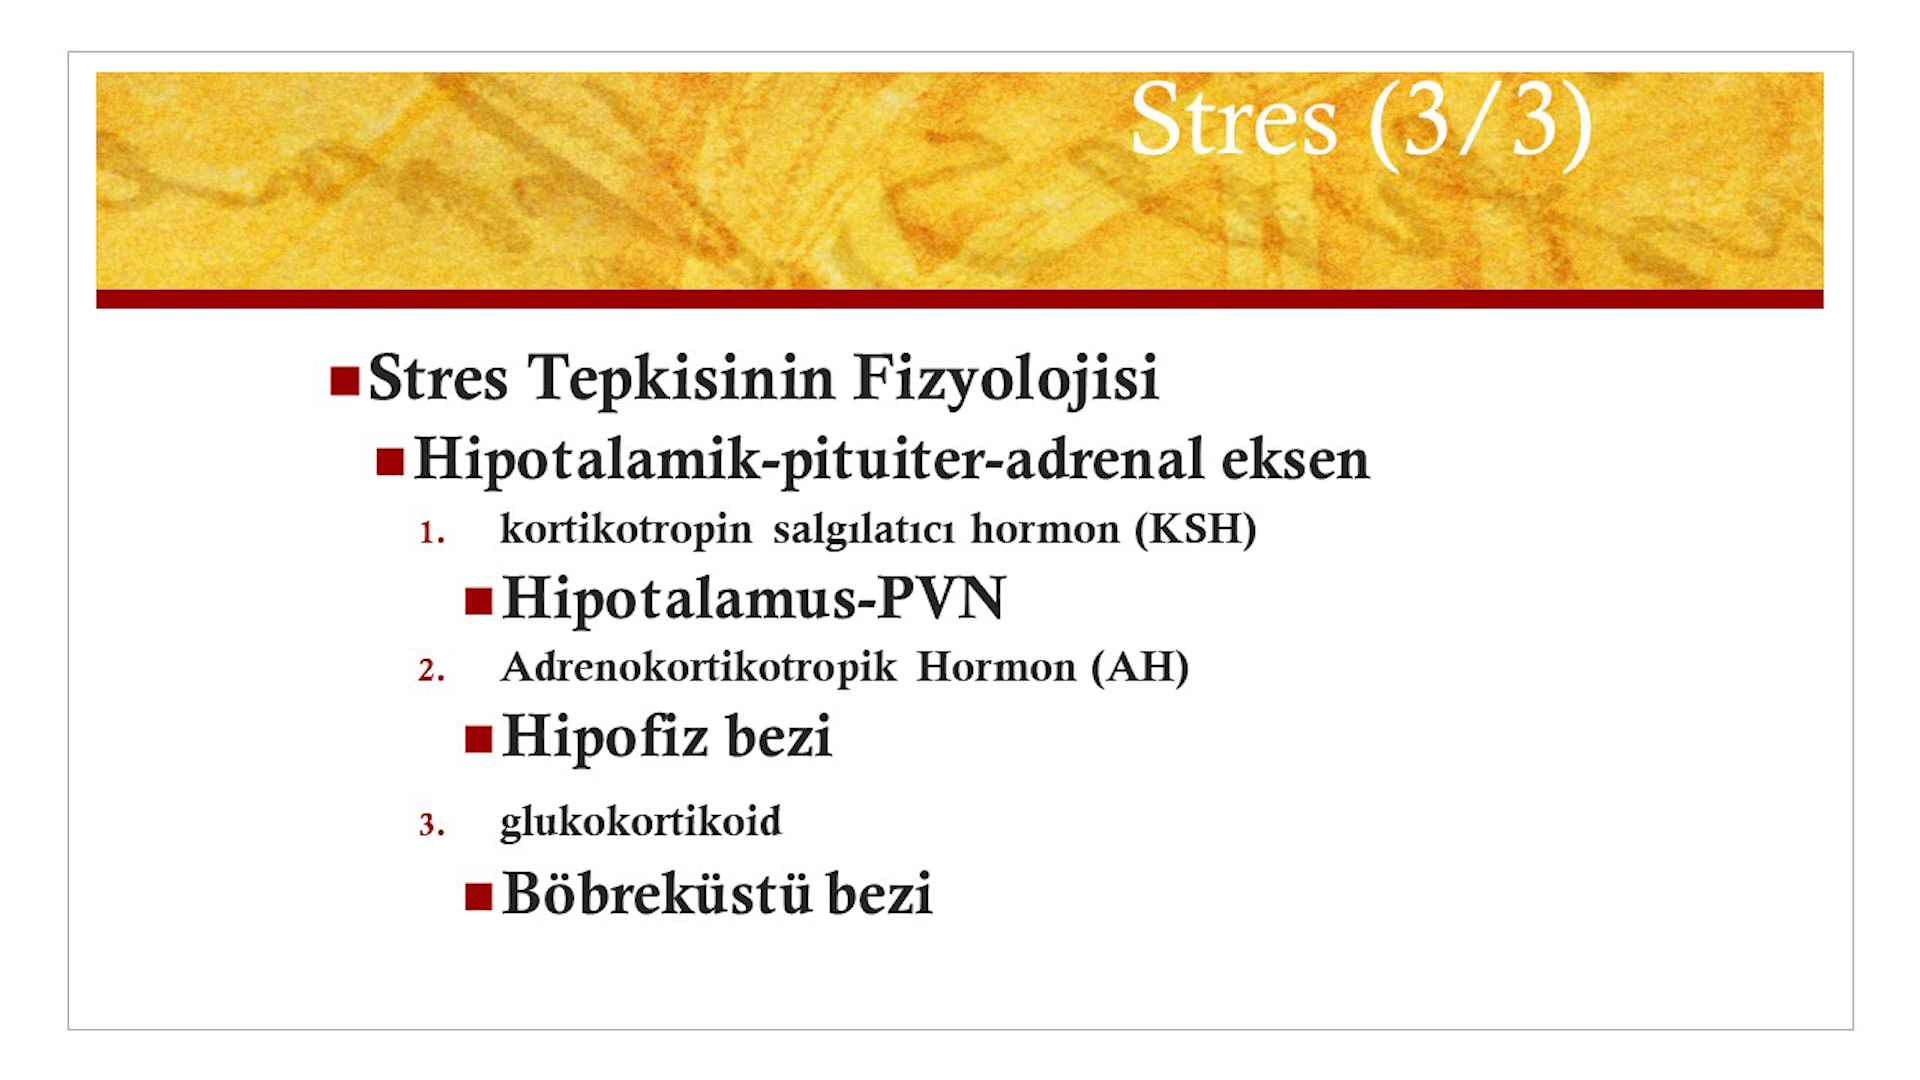 Stres (3/3)
Stres Tepkisinin Fizyolojisi
Hipotalamik-pituiter-adrenal eksen
1. kortikotropin salgılatıcı hormon (KSH)
Hipotalamus-PVN
2. Adrenokortikotropik Hormon (AH)
Hipofiz bezi
3. glukokortikoid
Böbreküstü bezi